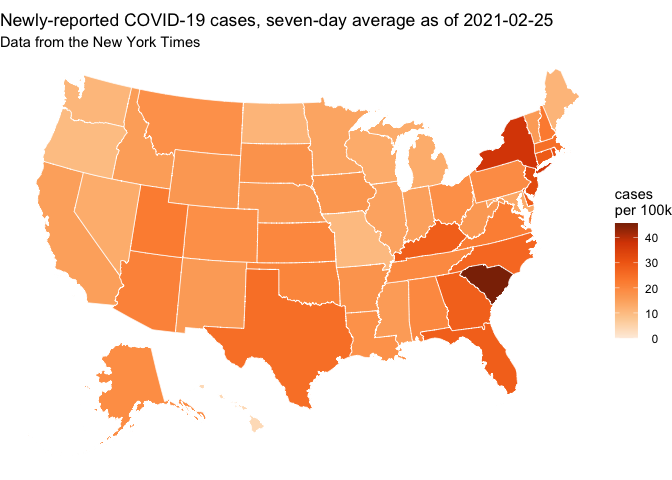 Newly-reported COVID-19 cases, seven-day average as of 2021-02-25
Data from the New York Times
cases
per 100k
40
30
20
10
0